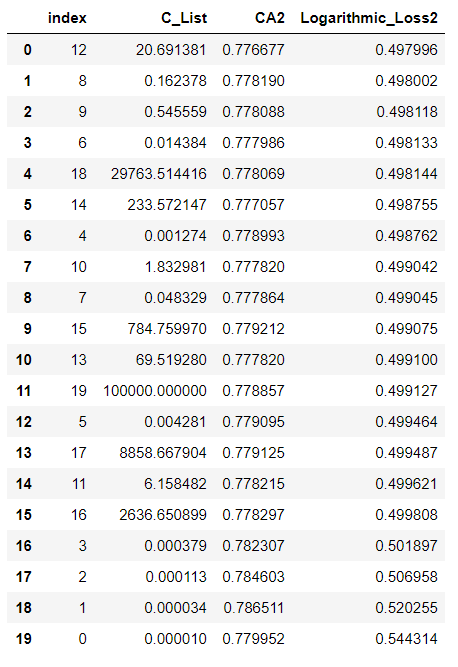 index C_List CA2 Logarithmic_Loss2
0 12 20.691381 0.776677 0.497996
1 8 0.162378 0.778190 0.498002
2 9 0.545559 0.778088 0.498118
3 6 0.014384 0.777986 0.498133
4 18 29763.514416 0.778069 0.498144
5 14 233.572147 0.777057 0.498755
6 4 0.001274 0.778993 0.498762
7 10 1.832981 0.777820 0.499042
8 7 0.048329 0.777864 0.499045
9 15 784.759970 0.779212 0.499075
10 13 69.519280 0.777820 0.499100
11 19 100000.000000 0.778857 0.499127
12 5 0.004281 0.779095 0.499464
13 17 8858.667904 0.779125 0.499487
14 11 6.158482 0.778215 0.499621
15 16 2636.650899 0.778297 0.499808
16 3 0.000379 0.782307 0.501897
17 2 0.000113 0.784603 0.506958
18 1 0.000034 0.786511 0.520255
19 0 0.000010 0.779952 0.544314